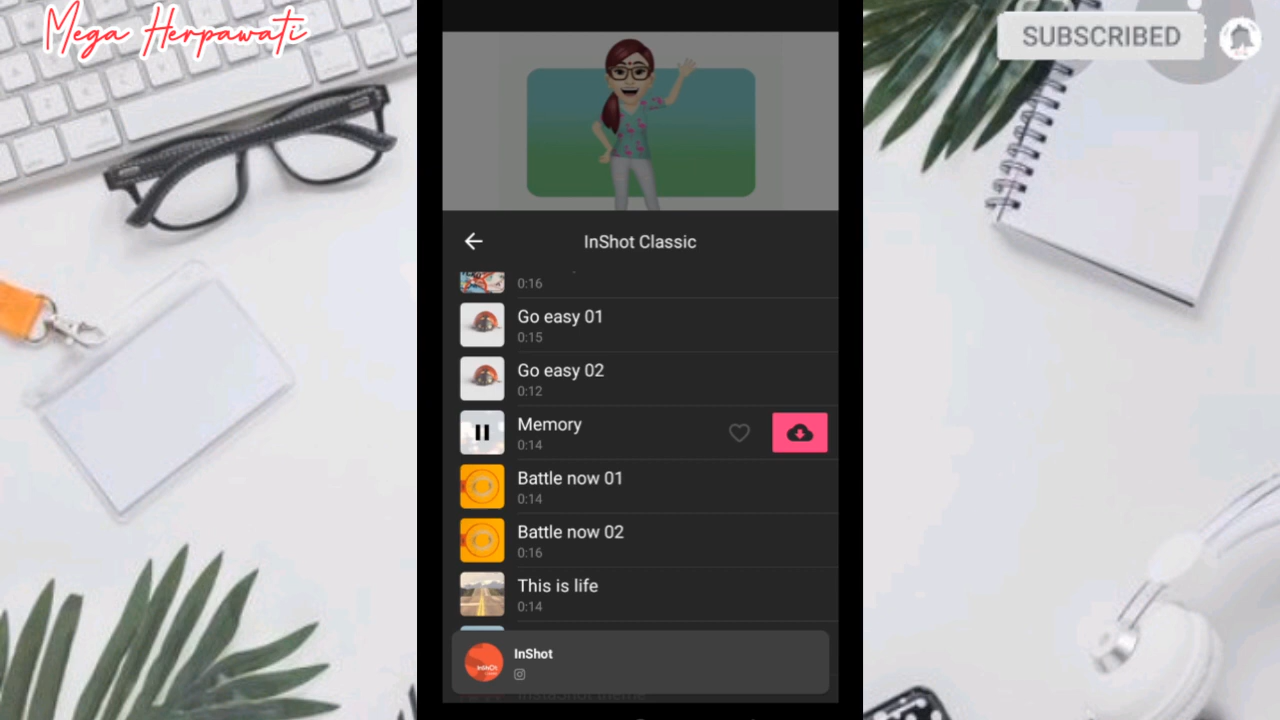 Mega Herpawati
SUBSCRIBED
InShot Classic
0:16
Go easy 01
0:15
Go easy 02
0:12
Memory
0:14
Battle now 01
0:14
Battle now 02
0:16
This is life
0:14
InShot
InShot